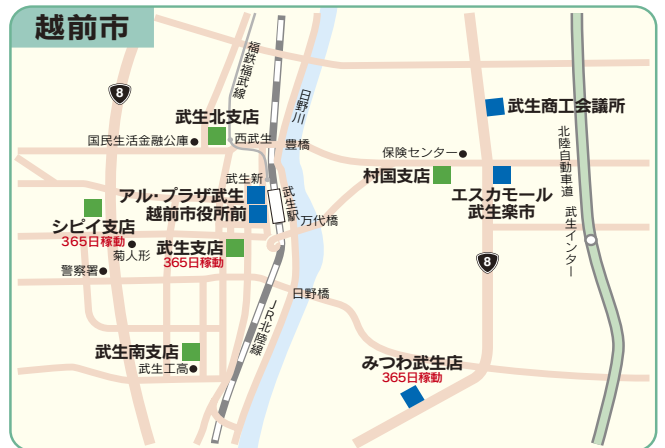 越前市
福鉄福武線
8
日野川
武生商工会議所
武生北支店
国民生活金融公庫
西武生
豊橋
保険センター
北陸自動車道
武生新
村国支店
エスカモール
武生楽市
アル・プラザ武生
越前市役所前
武生駅
万代橋
シピィ支店
365日稼動
菊人形
武生支店
365日稼動
武生インター
警察署
8
日野橋
JR北陸線
武生南支店
武生工高
みつわ武生店
365日稼動